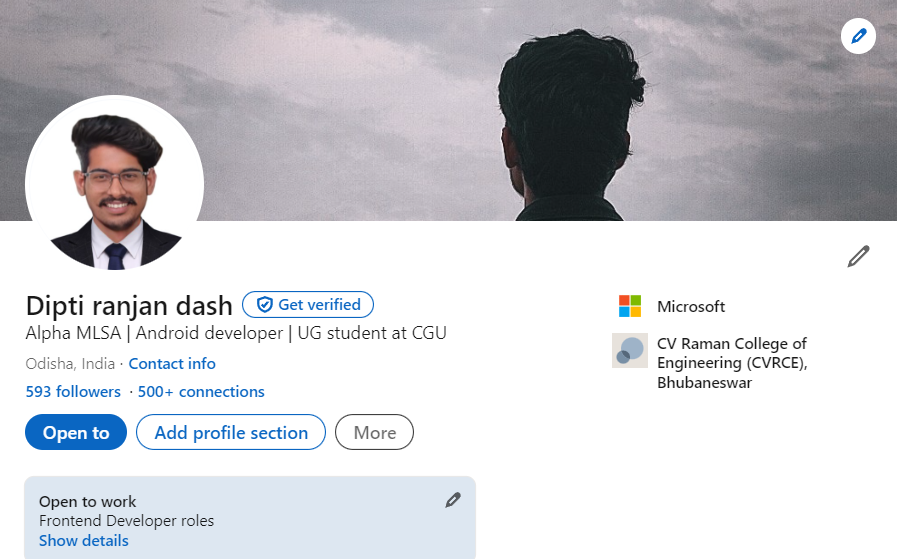 Dipti ranjan dash
Get verified
Alpha MLSA | Android developer | UG student at CGU
Odisha, India · Contact info
593 followers · 500+ connections
Open to
Add profile section
More
Microsoft
CV Raman College of
Engineering (CVRCE),
Bhubaneswar
Open to work
Frontend Developer roles
Show details